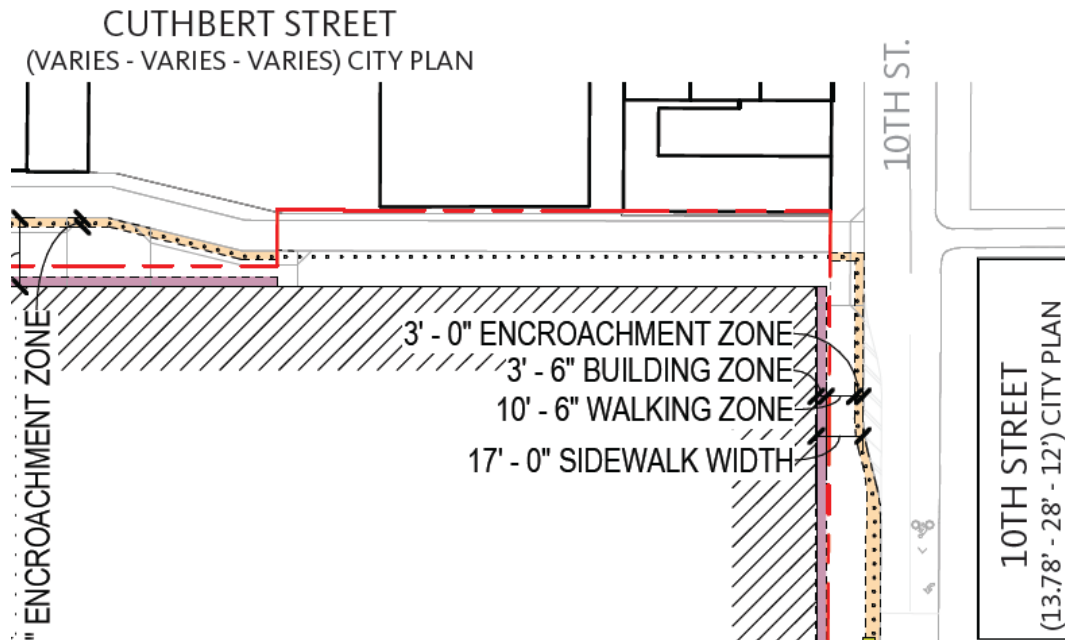 CUTHBERT STREET
(VARIES - VARIES - VARIES) CITY PLAN
10TH ST.
" ENCROACHMENT ZONE
3' - 0" ENCROACHMENT ZONE
3' - 6" BUILDING ZONE
10' - 6" WALKING ZONE
17' - 0" SIDEWALK WIDTH
10TH STREET
(13.78' - 28' - 12') CITY PLAN